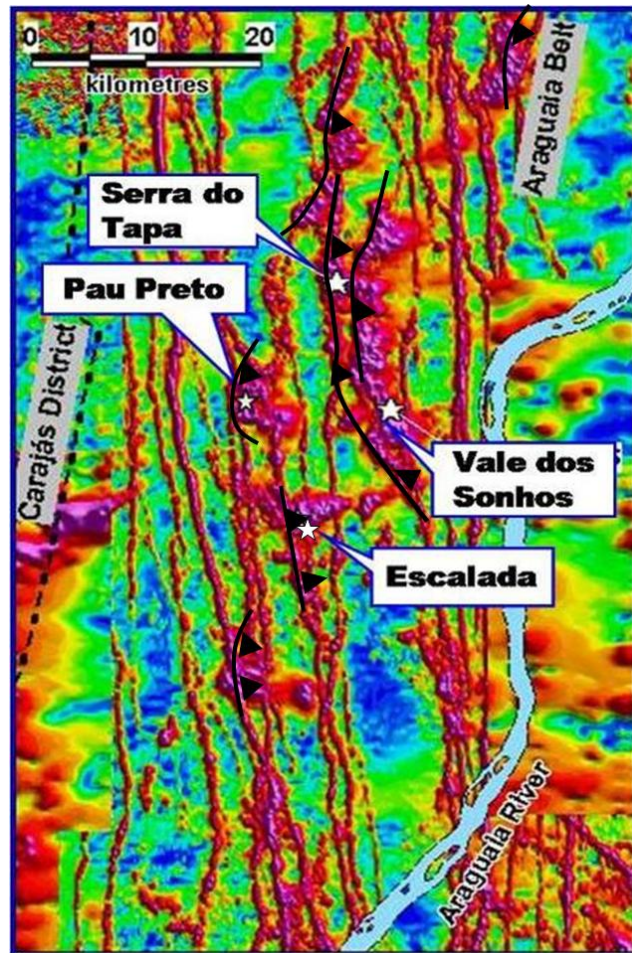 0 10 20
kilometres
Araguaia Belt
Serra do
Tapa
Pau Preto
Carajás District
Vale dos
Sonhos
Escalada
Araguaia River